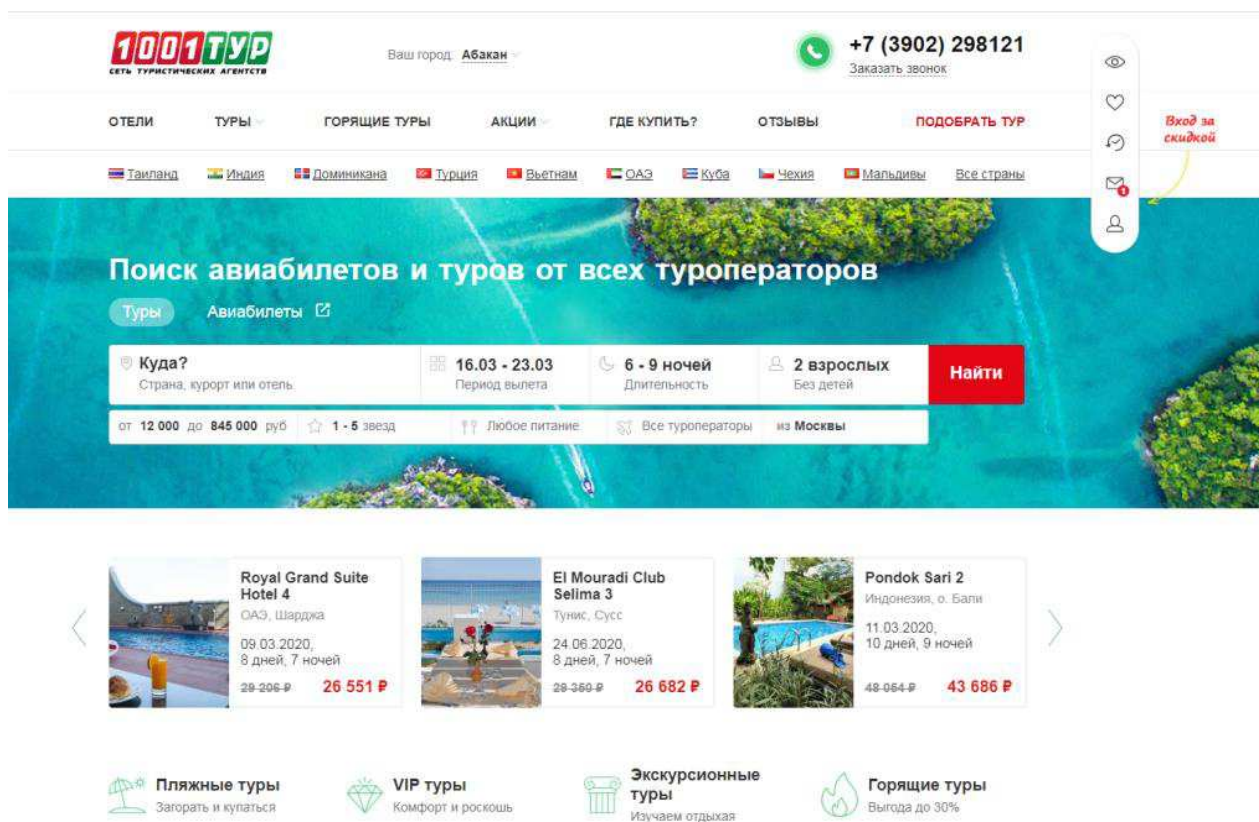 1001ТУР
СЕТЬ ТУРИСТИЧЕСКИХ АГЕНТСТВ
Ваш город: Абакан
+7 (3902) 298121
Заказать звонок
ОТЕЛИ ТУРЫ ГОРЯЩИЕ ТУРЫ АКЦИИ ГДЕ КУПИТЬ? ОТЗЫВЫ ПОДОБРАТЬ ТУР
Вход за
скидкой
Таиланд Индия Доминикана Турция Вьетнам ОАЭ Куба Чехия Мальдивы Все страны
1
Поиск авиабилетов и туров от всех туроператоров
Туры Авиабилеты
Куда? 16.03 - 23.03 6 - 9 ночей 2 взрослых Найти
Страна, курорт или отель Период вылета Длительность Без детей
от 12 000 до 845 000 руб 1 - 5 звезд Любое питание Все туроператоры из Москвы
Royal Grand Suite
Hotel 4
ОАЭ, Шарджа
09.03.2020,
8 дней, 7 ночей
29 206 ₽ 26 551 ₽
El Mouradi Club
Selima 3
Тунис, Сусс
24.06.2020,
8 дней, 7 ночей
29 350 ₽ 26 682 ₽
Pondok Sari 2
Индонезия, о. Бали
11.03.2020,
10 дней, 9 ночей
48 054 ₽ 43 686 ₽
Пляжные туры
Загорать и купаться
VIP туры
Комфорт и роскошь
Экскурсионные
туры
Изучаем отдыхая
Горящие туры
Выгода до 30%